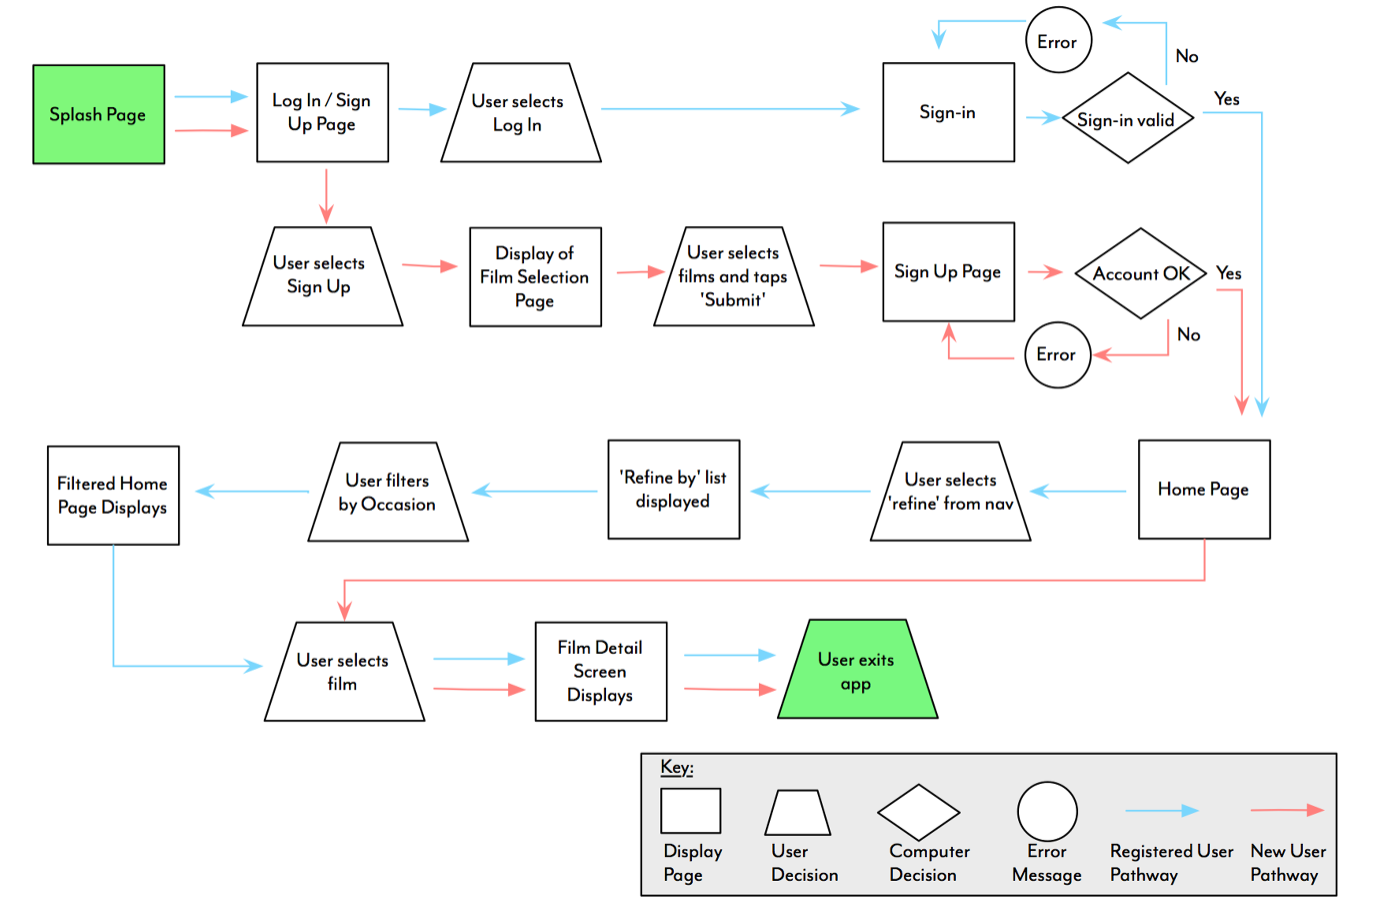 Error
No
Splash Page
Log In / Sign
Up Page
User selects
Log In
Sign-in
Sign-in valid
Yes
User selects
Sign Up
Display of
Film Selection
Page
User selects
films and taps
'Submit'
Sign Up Page
Account OK
Yes
Error
No
Filtered Home
Page Displays
User filters
by Occasion
'Refine by' list
displayed
User selects
'refine' from nav
Home Page
User selects
film
Film Detail
Screen
Displays
User exits
app
Key:
Display
Page
User
Decision
Computer
Decision
Error
Message
Registered User
Pathway
New User
Pathway